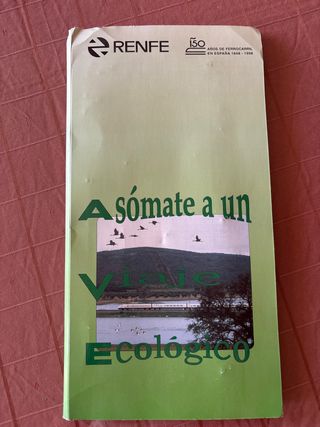 RENFE
150
AÑOS DE FERROCARRIL
EN ESPAÑA 1848 - 1998
Asómate a un
Viaje
Ecológico